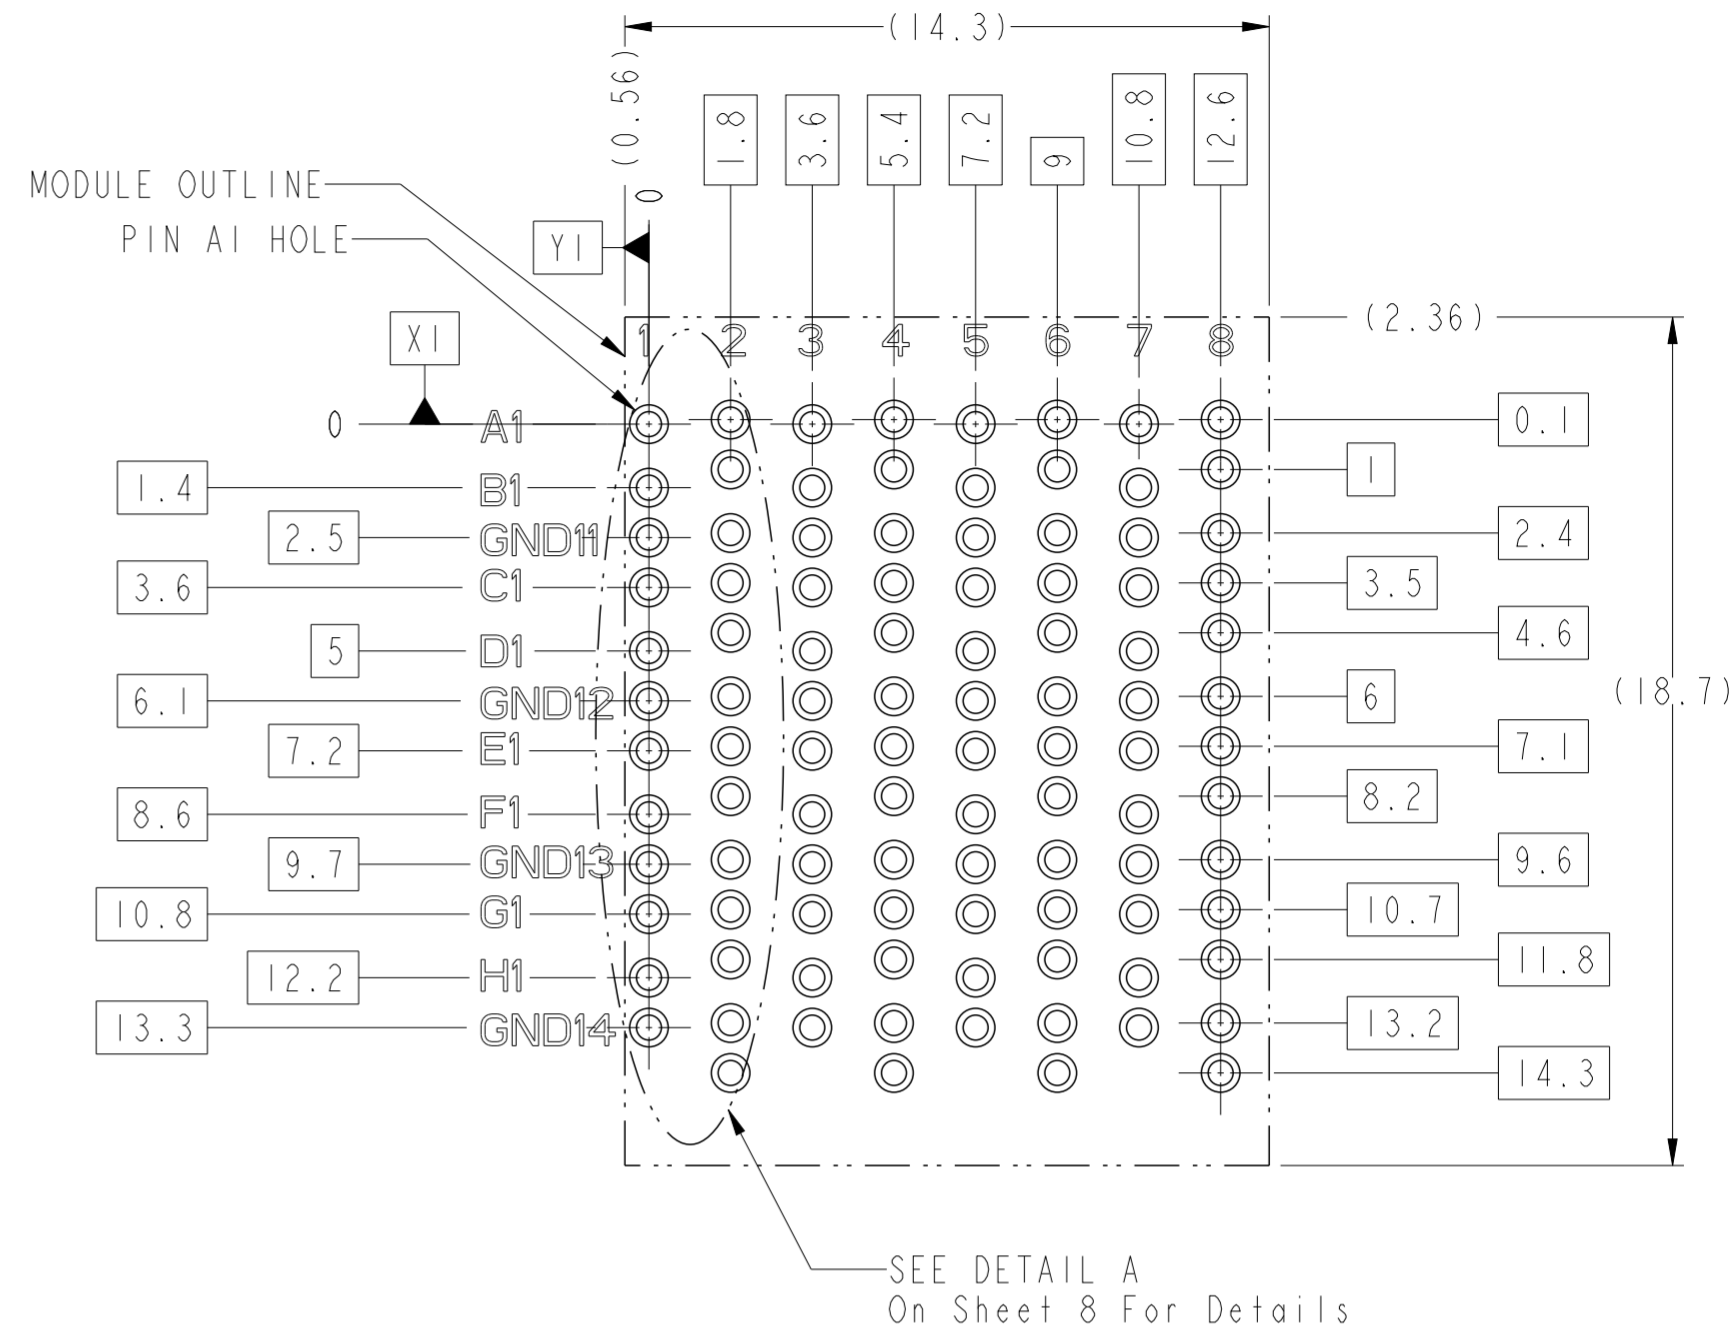 (14.3)
(0.56)
0
1.8
3.6
5.4
7.2
9
10.8
12.6
MODULE OUTLINE
PIN A1 HOLE
Y1
X1
(2.36)
1 2 3 4 5 6 7 8
0 A1 0.1
1
1.4 B1
2.5 GND11 2.4
3.6 C1 3.5
4.6
5 D1
6.1 GND12 6
(18.7)
7.2 E1 7.1
8.2
8.6 F1
9.7 GND13 9.6
10.8 G1 10.7
11.8
12.2 H1
13.3 GND14 13.2
14.3
SEE DETAIL A
On Sheet 8 For Details